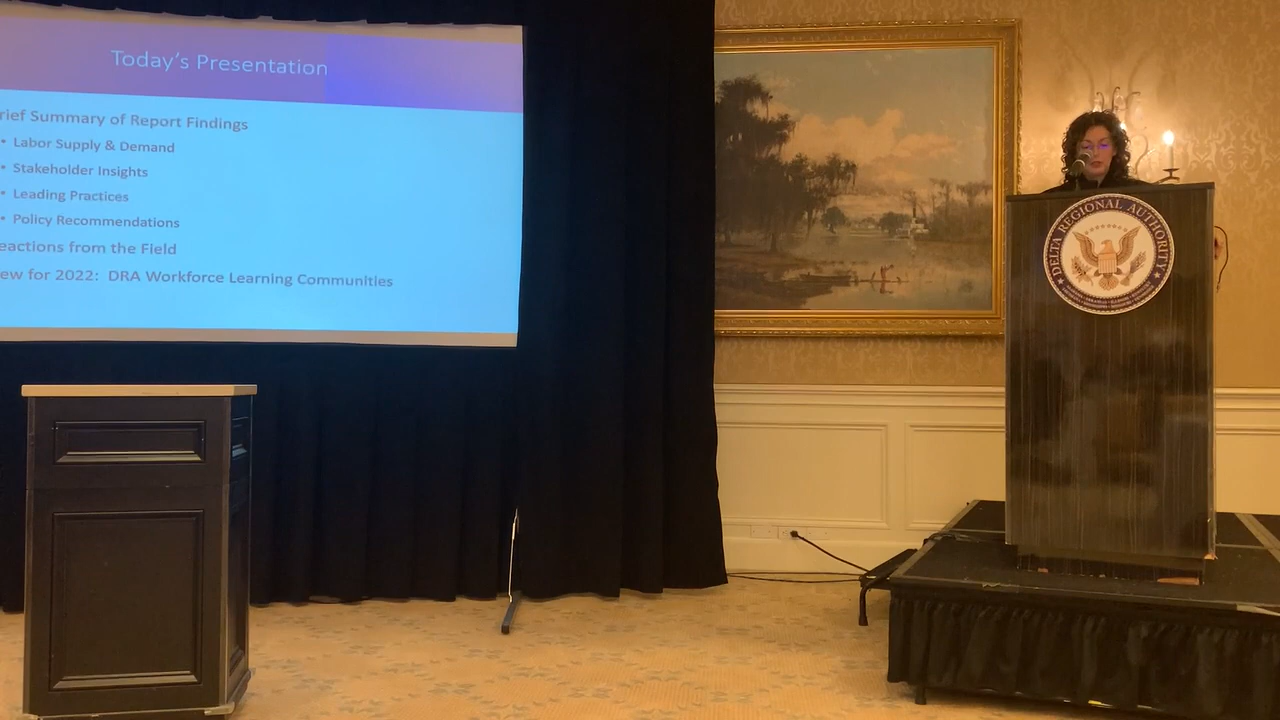 Today's Presentation
rief Summary of Report Findings
• Labor Supply & Demand
• Stakeholder Insights
• Leading Practices
• Policy Recommendations
eactions from the Field
ew for 2022: DRA Workforce Learning Communities
DELTA REGIONAL AUTHORITY